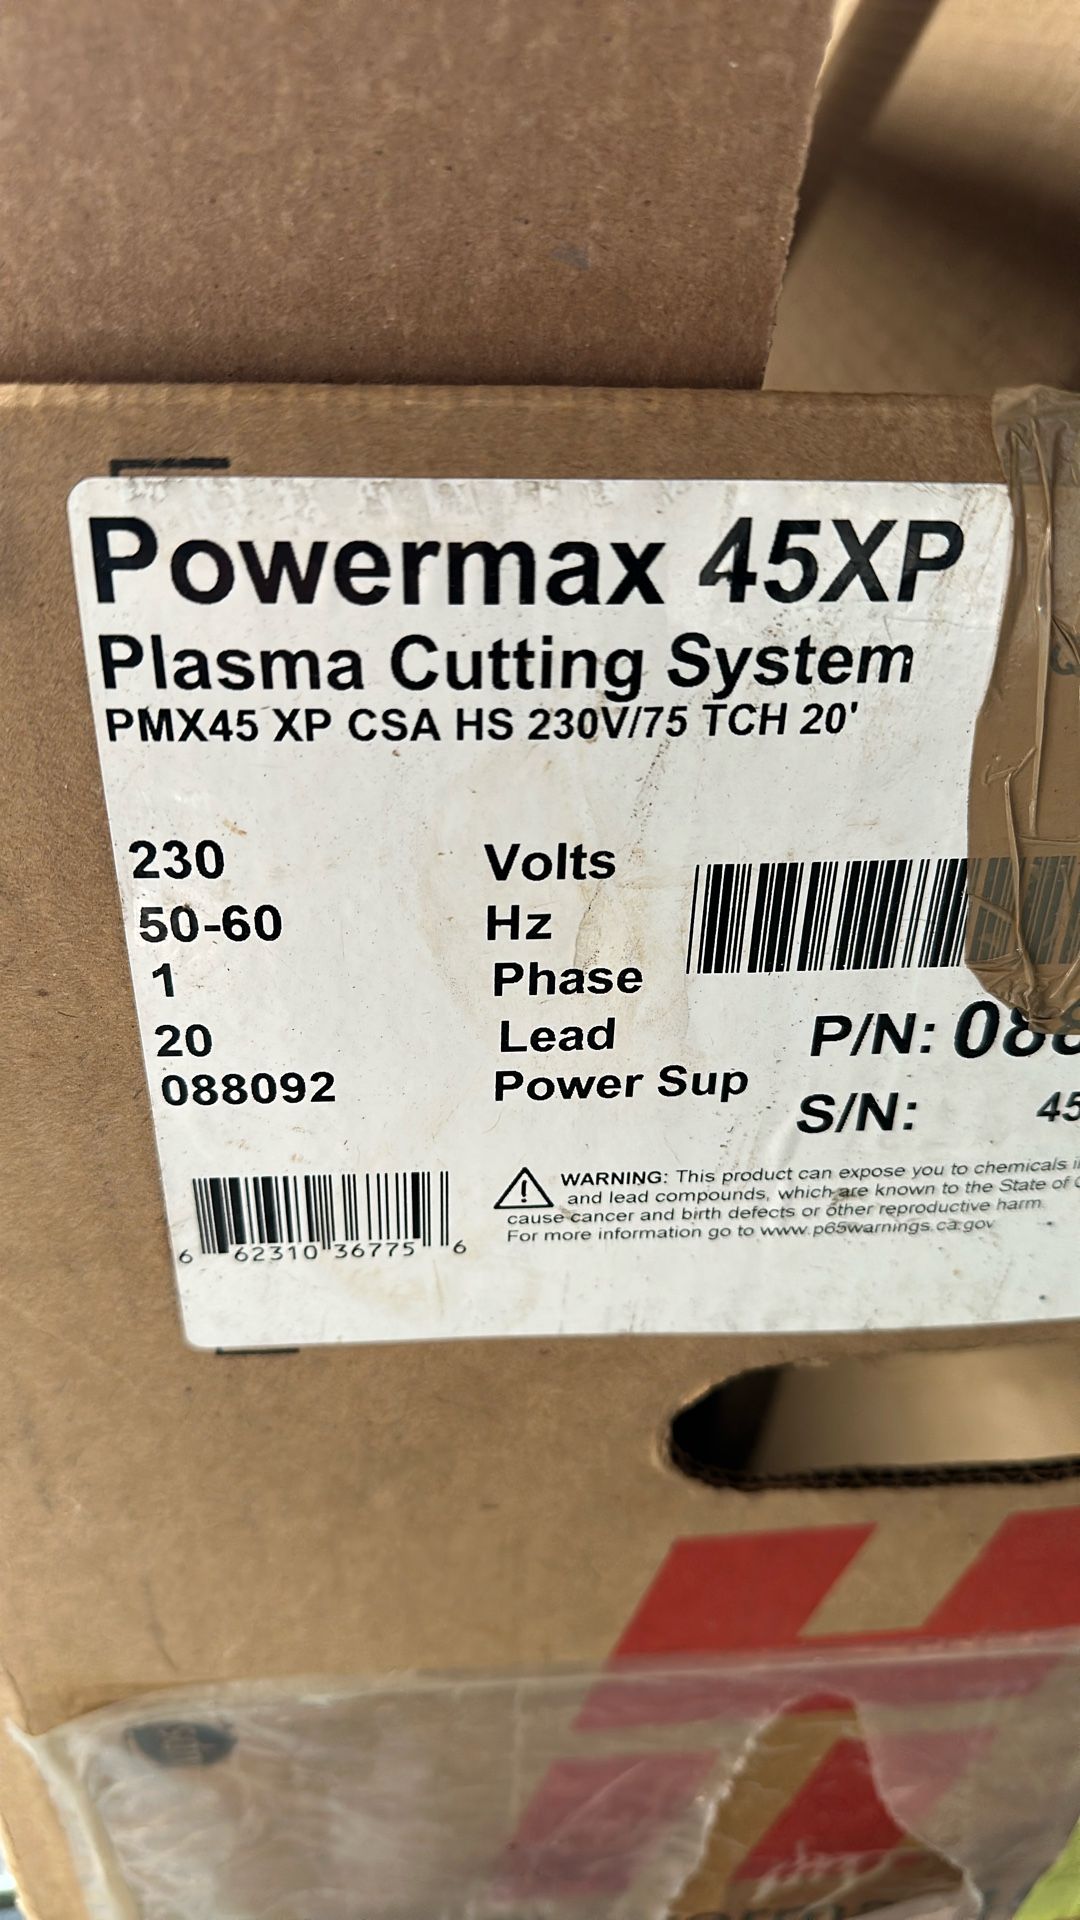 Powermax 45XP
Plasma Cutting System
PMX45 XP CSA HS 230V/75 TCH 20'
230 Volts
50-60 Hz
1 Phase
20 Lead
088092 Power Sup
P/N: 088
S/N: 45
6 62310 36775 6
WARNING: This product can expose you to chemicals
and lead compounds, which are known to the State of
cause cancer and birth defects or other reproductive harm.
For more information go to www.p65warnings.ca.gov